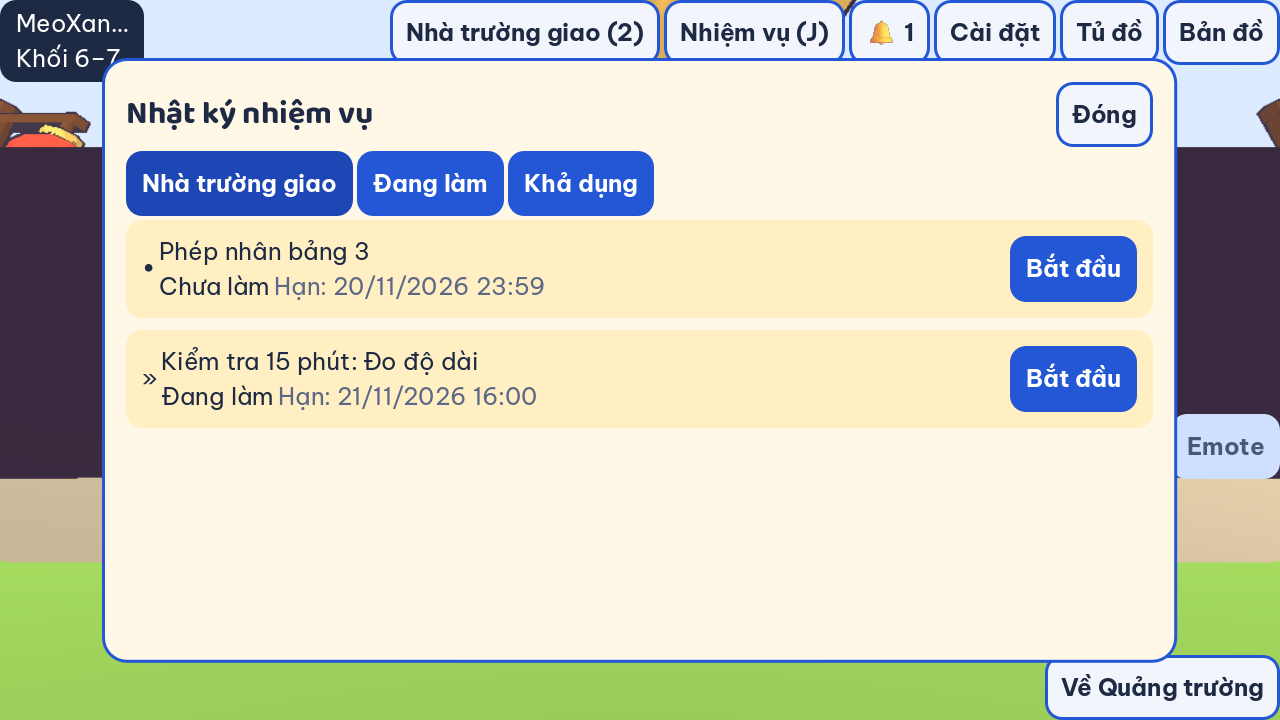 MeoXan...
Khối 6–7
Nhà trường giao (2)
Nhiệm vụ (J)
🔔 1
Cài đặt
Tủ đồ
Bản đồ
Nhật ký nhiệm vụ
Đóng
Nhà trường giao
Đang làm
Khả dụng
• Phép nhân bảng 3
Chưa làm Hạn: 20/11/2026 23:59
Bắt đầu
» Kiểm tra 15 phút: Đo độ dài
Đang làm Hạn: 21/11/2026 16:00
Bắt đầu
Emote
Về Quảng trường